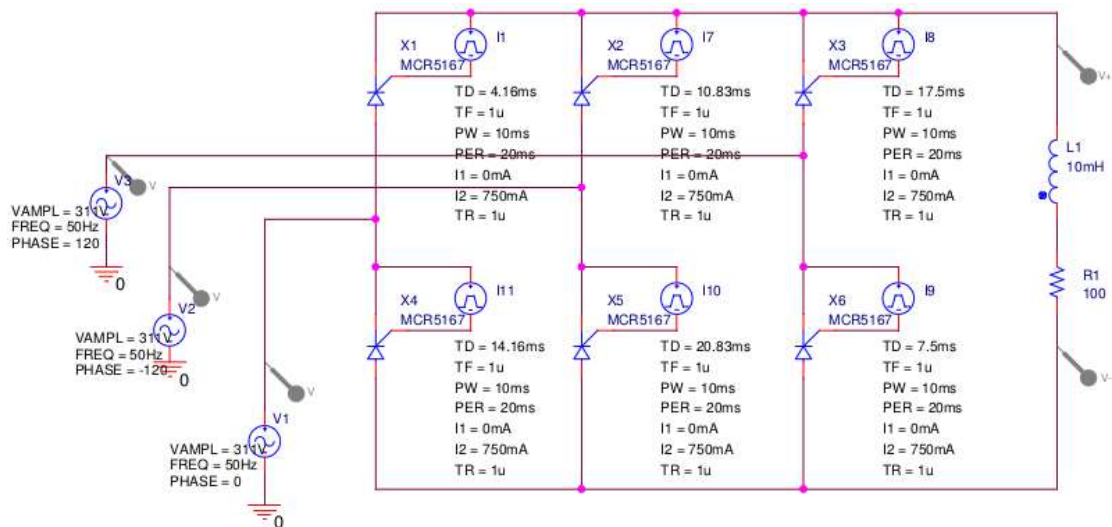 X1
MCR5167
I1
TD = 4.16ms
TF = 1u
PW = 10ms
PER = 20ms
I1 = 0mA
I2 = 750mA
TR = 1u
X2
MCR5167
I7
TD = 10.83ms
TF = 1u
PW = 10ms
PER = 20ms
I1 = 0mA
I2 = 750mA
TR = 1u
X3
MCR5167
I8
TD = 17.5ms
TF = 1u
PW = 10ms
PER = 20ms
I1 = 0mA
I2 = 750mA
TR = 1u
V+
L1
10mH
R1
100
V-
V3
V
VAMPL = 311V
FREQ = 50Hz
PHASE = 120
0
V2
V
VAMPL = 311V
FREQ = 50Hz
PHASE = -120
0
V1
V
VAMPL = 311V
FREQ = 50Hz
PHASE = 0
0
X4
MCR5167
I11
TD = 14.16ms
TF = 1u
PW = 10ms
PER = 20ms
I1 = 0mA
I2 = 750mA
TR = 1u
X5
MCR5167
I10
TD = 20.83ms
TF = 1u
PW = 10ms
PER = 20ms
I1 = 0mA
I2 = 750mA
TR = 1u
X6
MCR5167
I9
TD = 7.5ms
TF = 1u
PW = 10ms
PER = 20ms
I1 = 0mA
I2 = 750mA
TR = 1u